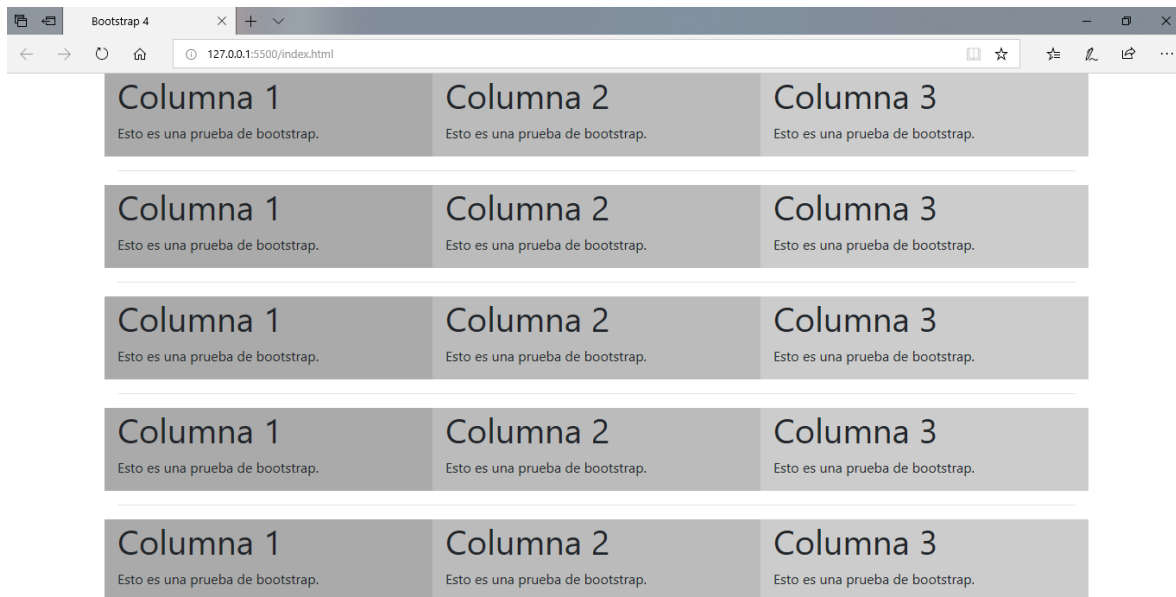 Bootstrap 4
127.0.0.1:5500/index.html
Columna 1 Columna 2 Columna 3
Esto es una prueba de bootstrap. Esto es una prueba de bootstrap. Esto es una prueba de bootstrap.
Columna 1 Columna 2 Columna 3
Esto es una prueba de bootstrap. Esto es una prueba de bootstrap. Esto es una prueba de bootstrap.
Columna 1 Columna 2 Columna 3
Esto es una prueba de bootstrap. Esto es una prueba de bootstrap. Esto es una prueba de bootstrap.
Columna 1 Columna 2 Columna 3
Esto es una prueba de bootstrap. Esto es una prueba de bootstrap. Esto es una prueba de bootstrap.
Columna 1 Columna 2 Columna 3
Esto es una prueba de bootstrap. Esto es una prueba de bootstrap. Esto es una prueba de bootstrap.